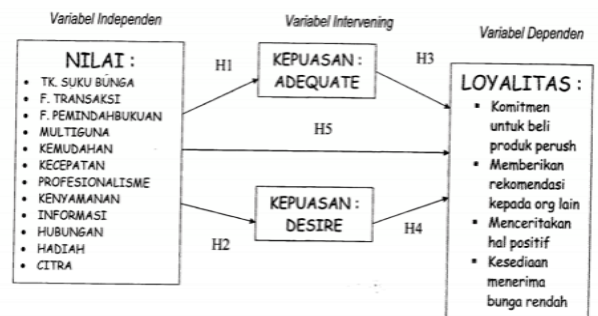 Variabel Independen
Variabel Intervening
Variabel Dependen
NILAI :
• TK. SUKU BUNGA
• F. TRANSAKSI
• F. PEMINDAHBUKUAN
• MULTIGUNA
• KEMUDAHAN
• KECEPATAN
• PROFESIONALISME
• KENYAMANAN
• INFORMASI
• HUBUNGAN
• HADIAH
• CITRA
H1
KEPUASAN :
ADEQUATE
H3
H5
H2
KEPUASAN :
DESIRE
H4
LOYALITAS :
▪ Komitmen
untuk beli
produk perush
▪ Memberikan
rekomendasi
kepada org lain
▪ Menceritakan
hal positif
▪ Kesediaan
menerima
bunga rendah